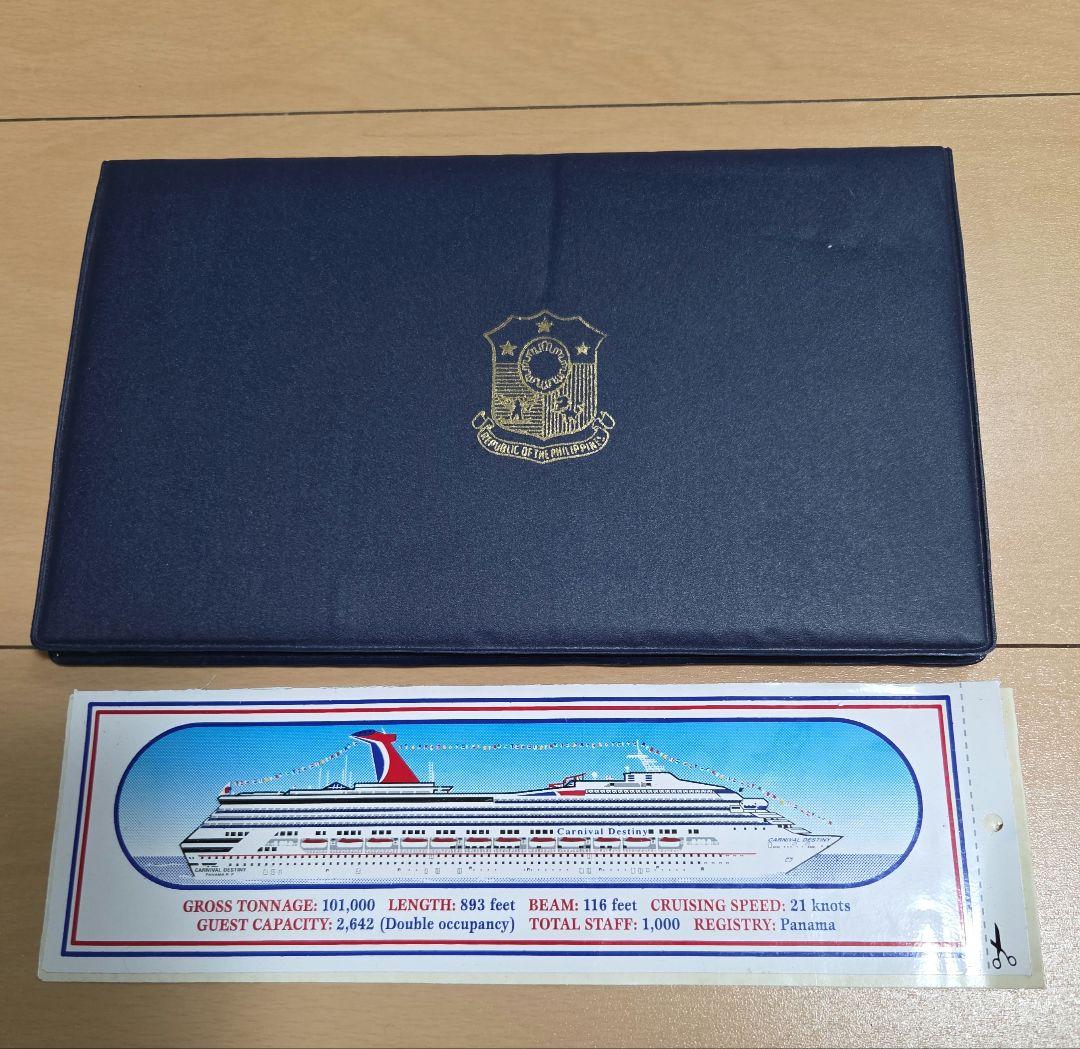 REPUBLIC OF THE PHILIPPINES
Carnival Destiny
CARNIVAL DESTINY
CARNIVAL DESTINY
GROSS TONNAGE: 101,000 LENGTH: 893 feet BEAM: 116 feet CRUISING SPEED: 21 knots
GUEST CAPACITY: 2,642 (Double occupancy) TOTAL STAFF: 1,000 REGISTRY: Panama